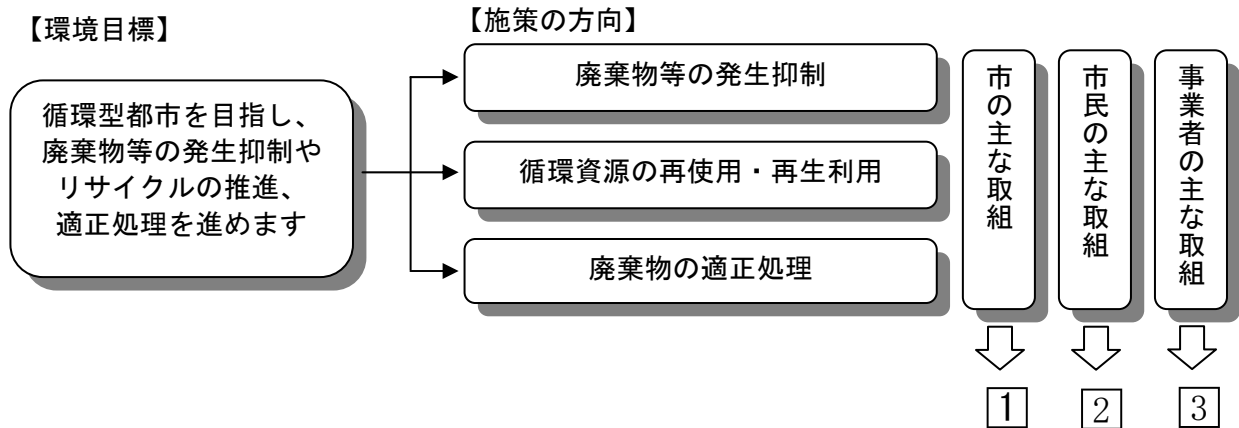 【環境目標】
【施策の方向】
循環型都市を目指し、
廃棄物等の発生抑制や
リサイクルの推進、
適正処理を進めます
廃棄物等の発生抑制
循環資源の再使用・再生利用
廃棄物の適正処理
市の主な取組
市民の主な取組
事業者の主な取組
1
2
3